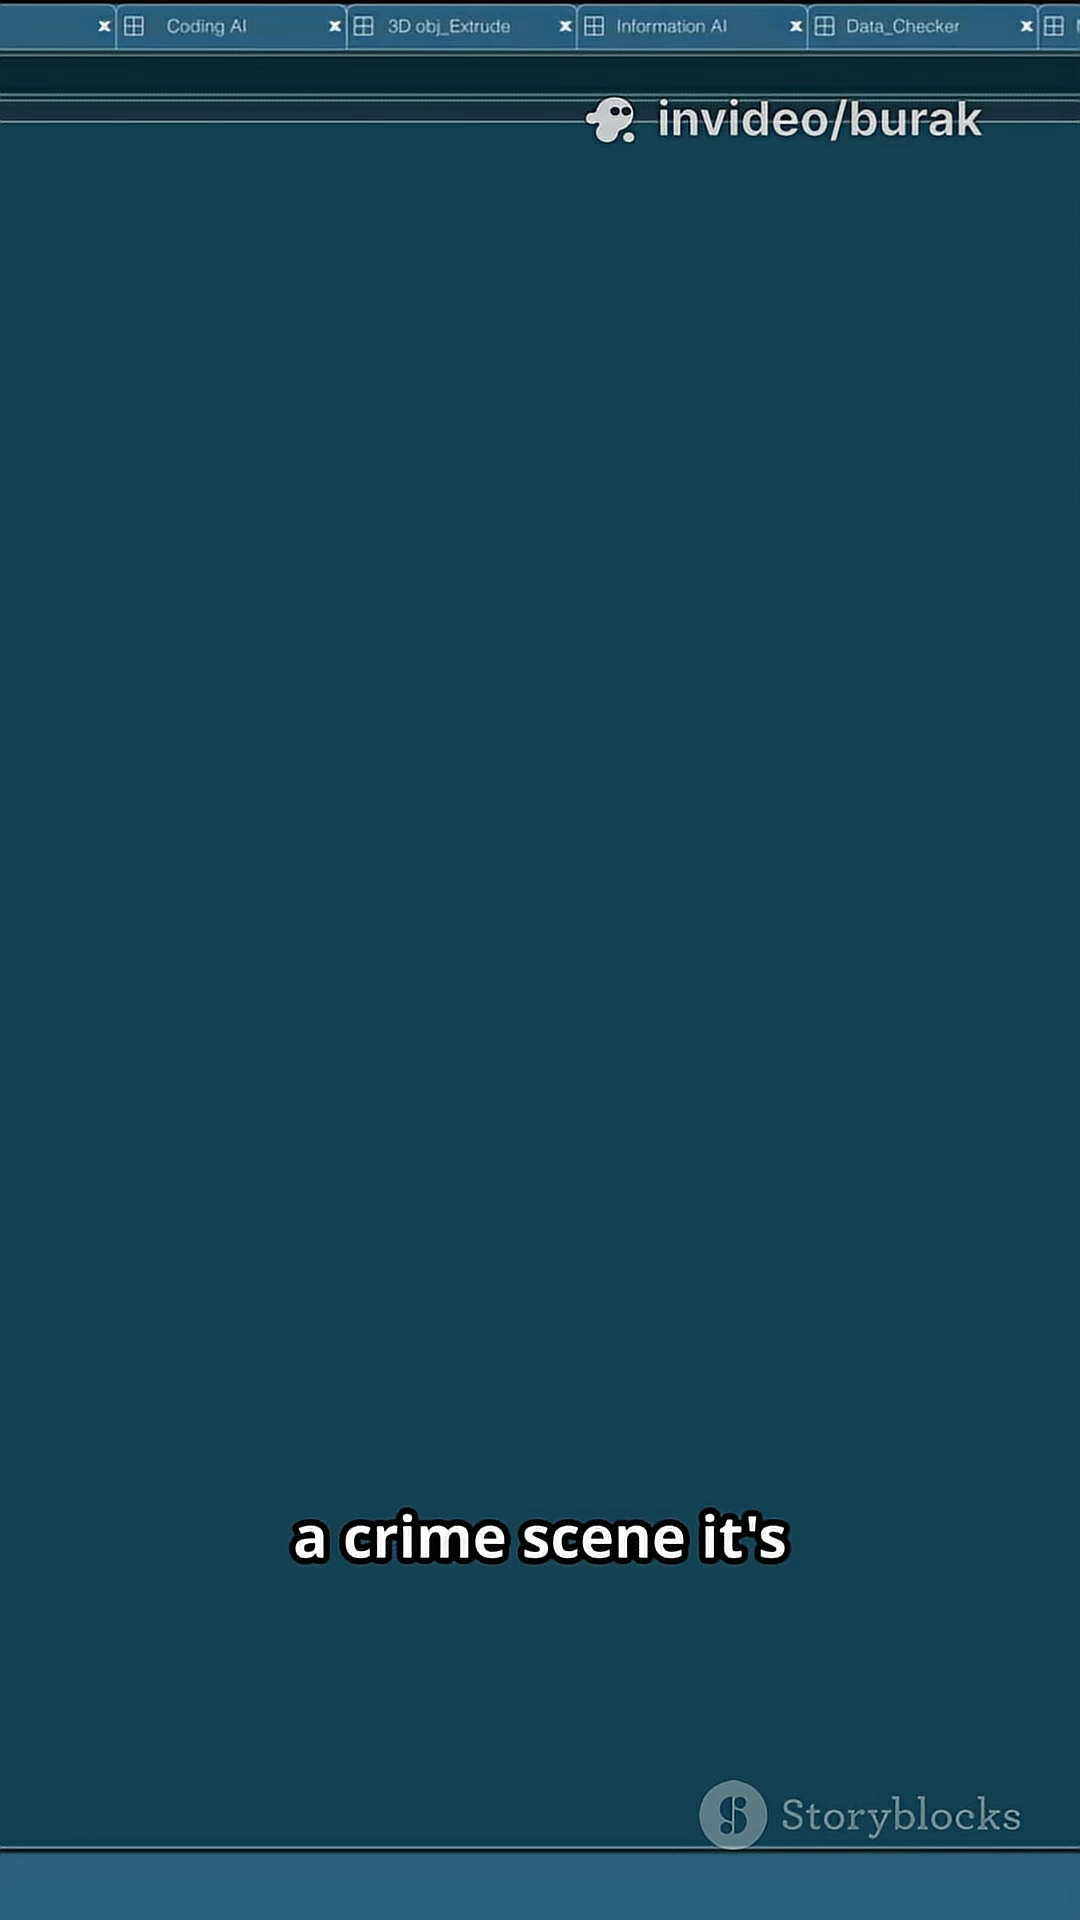 Coding AI
3D obj_Extrude
Information AI
Data_Checker
invideo/burak
a crime scene it's
Storyblocks